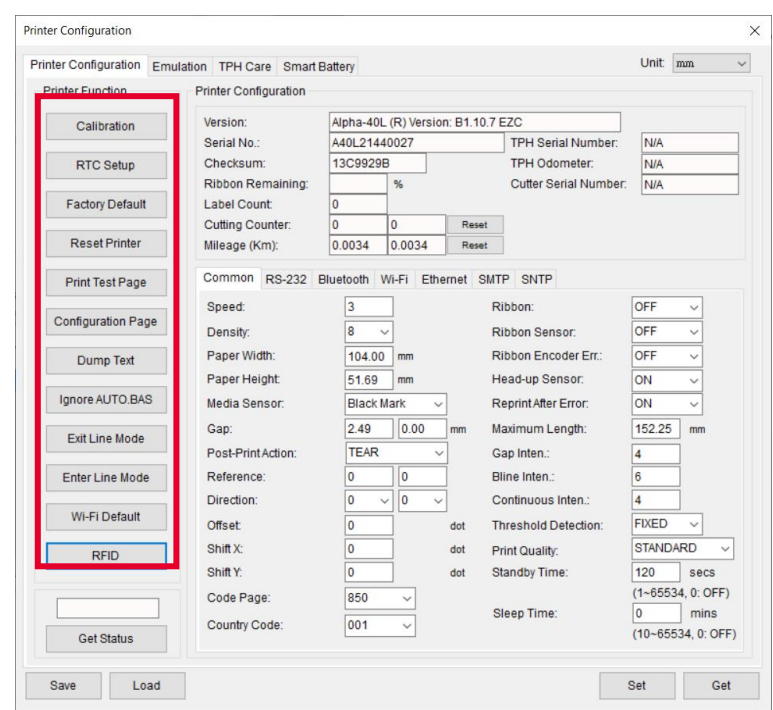 Printer Configuration
Printer Configuration Emulation TPH Care Smart Battery Unit: mm
Printer Function
Calibration
RTC Setup
Factory Default
Reset Printer
Print Test Page
Configuration Page
Dump Text
Ignore AUTO.BAS
Exit Line Mode
Enter Line Mode
Wi-Fi Default
RFID
Get Status
Printer Configuration
Version: Alpha-40L (R) Version: B1.10.7 EZC
Serial No.: A40L21440027 TPH Serial Number: N/A
Checksum: 13C9929B TPH Odometer: N/A
Ribbon Remaining: % Cutter Serial Number: N/A
Label Count: 0
Cutting Counter: 0 0 Reset
Mileage (Km): 0.0034 0.0034 Reset
Common RS-232 Bluetooth Wi-Fi Ethernet SMTP SNTP
Speed: 3 Ribbon: OFF
Density: 8 Ribbon Sensor: OFF
Paper Width: 104.00 mm Ribbon Encoder Err.: OFF
Paper Height: 51.69 mm Head-up Sensor: ON
Media Sensor: Black Mark Reprint After Error: ON
Gap: 2.49 0.00 mm Maximum Length: 152.25 mm
Post-Print Action: TEAR Gap Inten.: 4
Reference: 0 0 Bline Inten.: 6
Direction: 0 0 Continuous Inten.: 4
Offset: 0 dot Threshold Detection: FIXED
Shift X: 0 dot Print Quality: STANDARD
Shift Y: 0 dot Standby Time: 120 secs
(1~65534, 0: OFF)
Code Page: 850
Sleep Time: 0 mins
Country Code: 001
(10~65534, 0: OFF)
Save Load Set Get